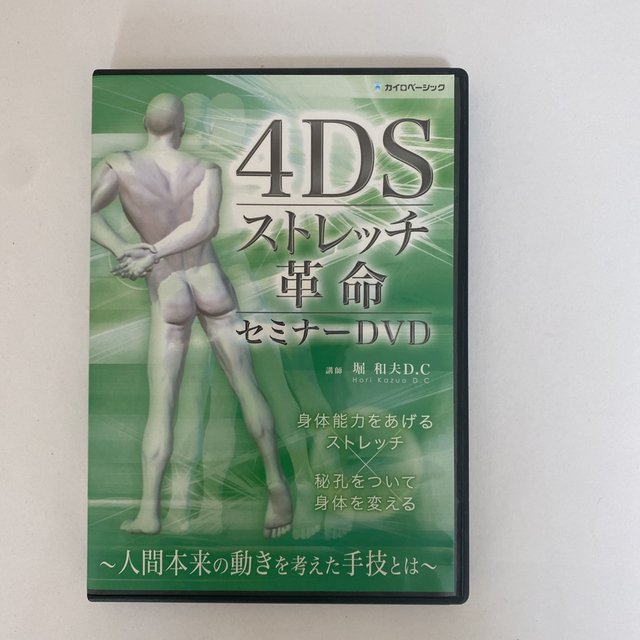 カイロベーシック
4DS
ストレッチ
革命
セミナーDVD
講師 堀 和夫D.C
Hori Kazuo D.C
身体能力をあげる
ストレッチ
×
秘孔をついて
身体を変える
～人間本来の動きを考えた手技とは～